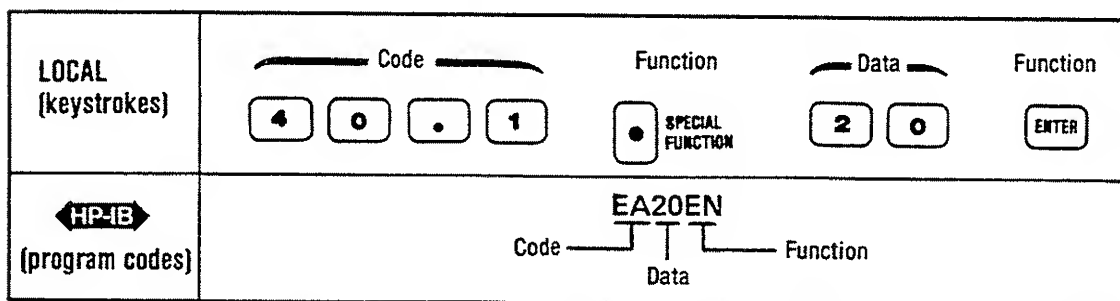 LOCAL
(keystrokes)
Code Function Data Function
4 0 . 1 SPECIAL
FUNCTION 2 0 ENTER
HP-IB
(program codes)
EA20EN
Code Function
Data